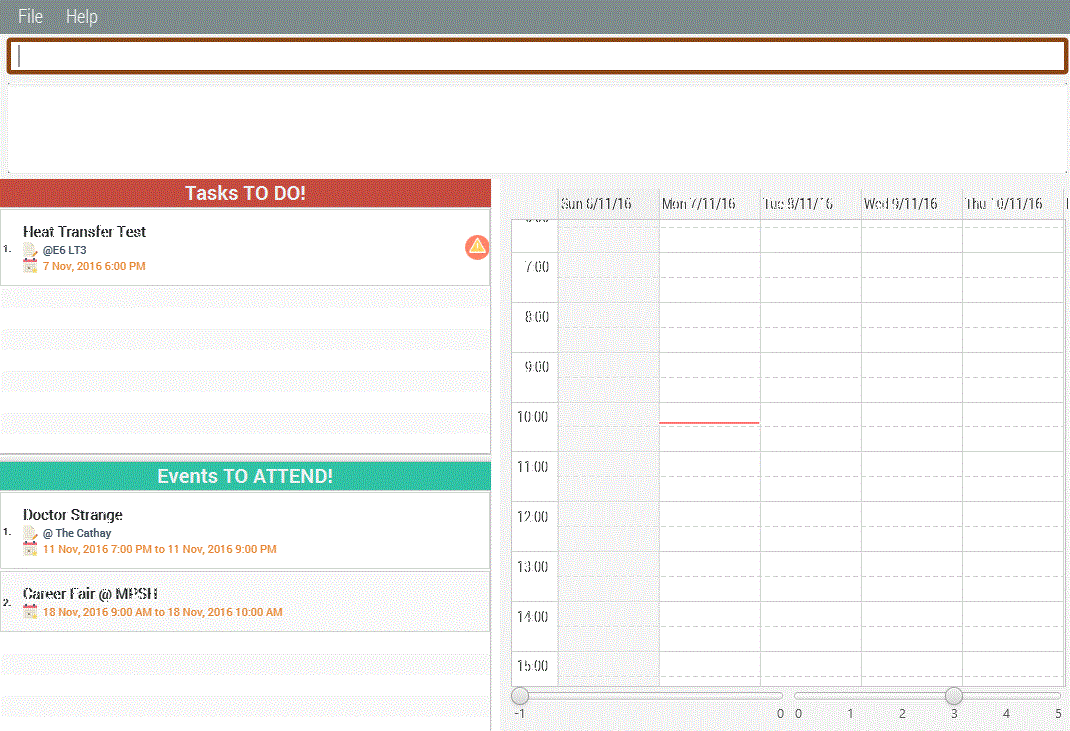 File Help
Tasks TO DO!
1. Heat Transfer Test
@E6 LT3
7 Nov, 2016 6:00 PM
Events TO ATTEND!
1. Doctor Strange
@ The Cathay
11 Nov, 2016 7:00 PM to 11 Nov, 2016 9:00 PM
2. Career Fair @ MPSH
18 Nov, 2016 9:00 AM to 18 Nov, 2016 10:00 AM
Sun 6/11/16 Mon 7/11/16 Tue 8/11/16 Wed 9/11/16 Thu 10/11/16
7:00
8:00
9:00
10:00
11:00
12:00
13:00
14:00
15:00
-1 0 0 1 2 3 4 5